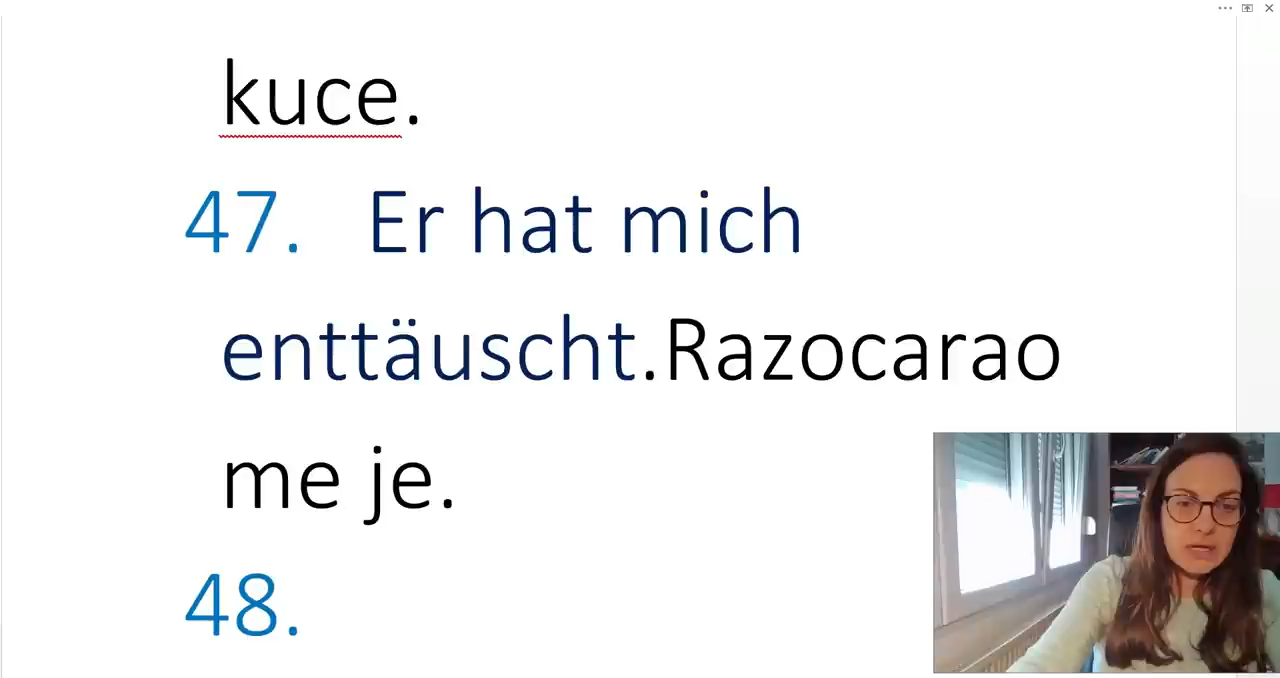 kuce.
47. Er hat mich
enttäuscht.Razocarao
me je.
48.